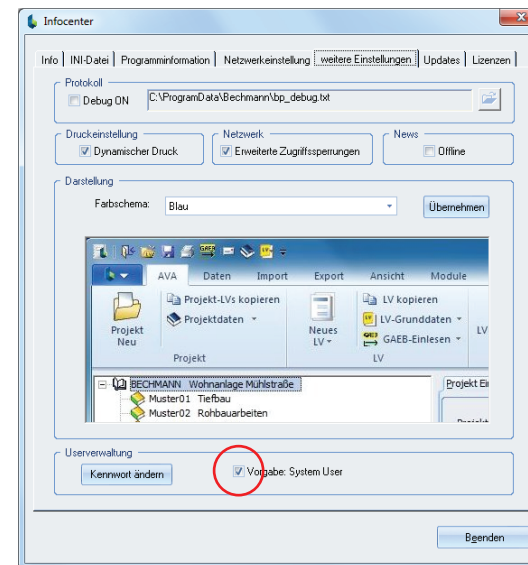 Infocenter
Info INI-Datei Programminformation Netzwerkeinstellung weitere Einstellungen Updates Lizenzen
Protokoll
Debug ON C:\ProgramData\Bechmann\bp_debug.txt
Druckeinstellung Netzwerk News
Dynamischer Druck Erweiterte Zugriffssperrungen Offline
Darstellung
Farbschema: Blau Übernehmen
AVA Daten Import Export Ansicht Module
Projekt Neu
Projekt-LVs kopieren
Projektdaten
Projekt
Neues LV
LV kopieren
LV-Grunddaten
GAEB-Einlesen
LV
LV
BECHMANN Wohnanlage Mühlstraße
Muster01 Tiefbau
Muster02 Rohbauarbeiten
Projekt Ei
Userverwaltung
Kennwort ändern Vorgabe: System User
Beenden